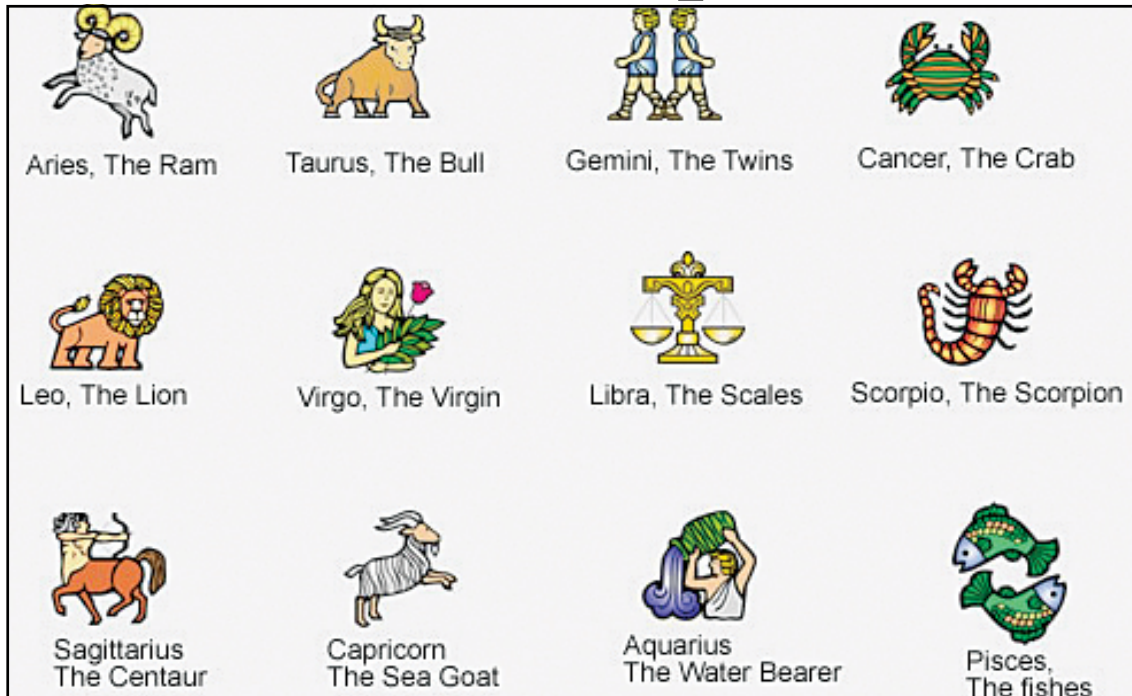 Aries, The Ram
Taurus, The Bull
Gemini, The Twins
Cancer, The Crab
Leo, The Lion
Virgo, The Virgin
Libra, The Scales
Scorpio, The Scorpion
Sagittarius
The Centaur
Capricorn
The Sea Goat
Aquarius
The Water Bearer
Pisces,
The fishes